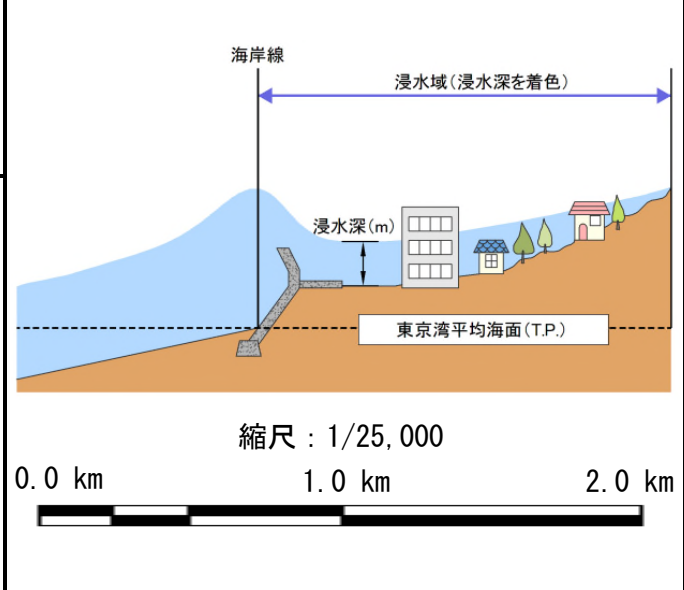 海岸線
浸水域(浸水深を着色)
浸水深(m)
東京湾平均海面(T.P.)
縮尺：1/25,000
0.0 km 1.0 km 2.0 km